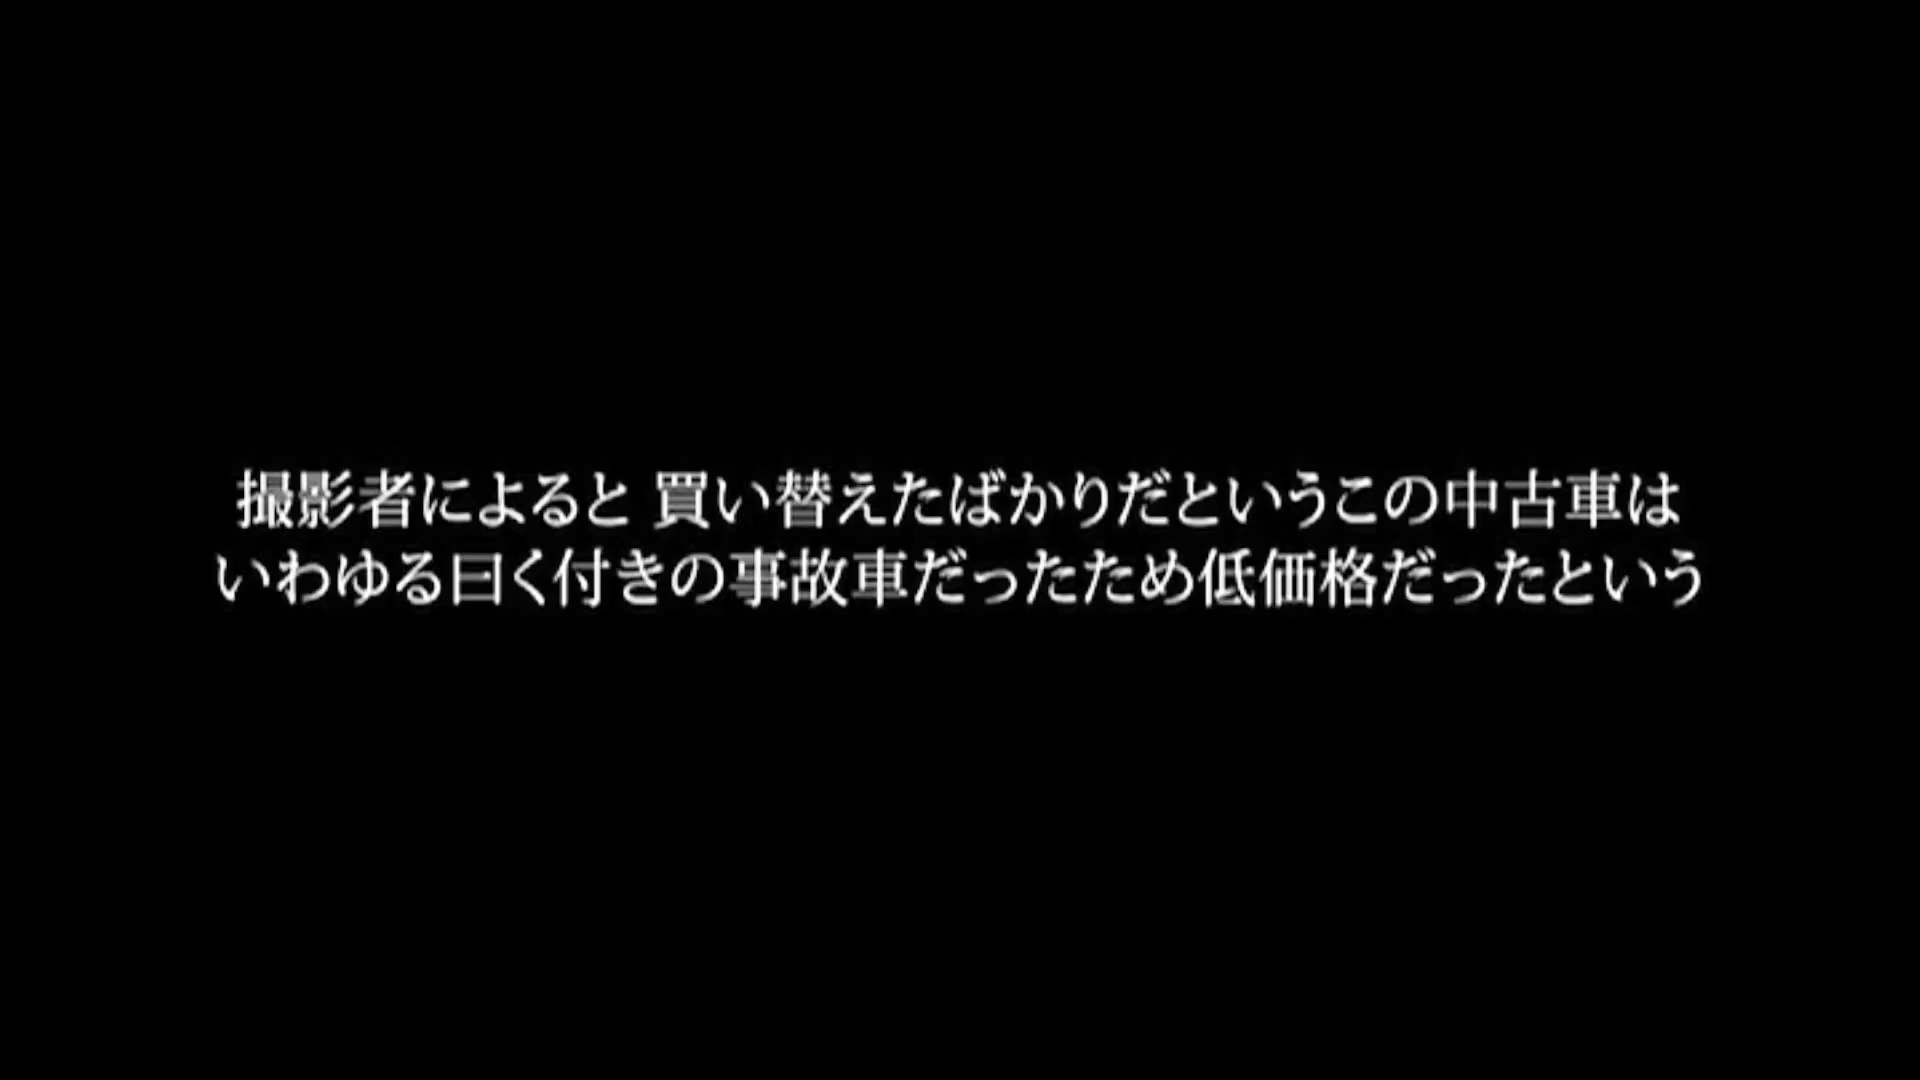 撮影者によると 買い替えたばかりだというこの中古車は
いわゆる曰く付きの事故車だったため低価格だったという